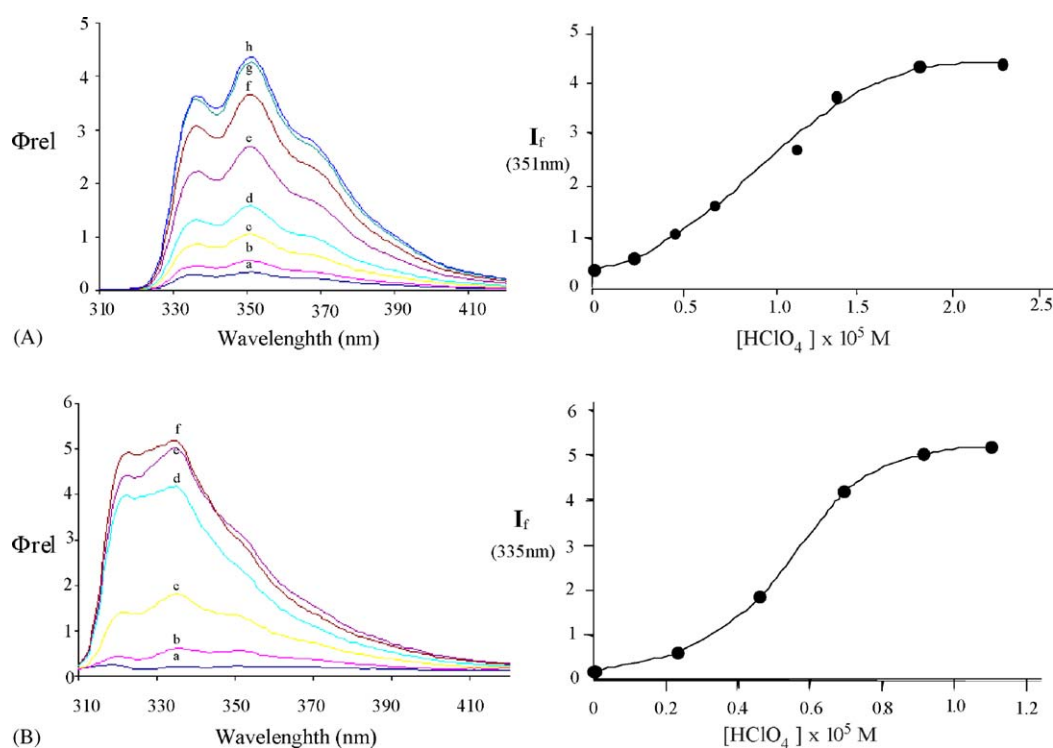 5
4
3
2
1
0
Φrel
h
g
f
e
d
c
b
a
310 330 350 370 390 410
Wavelenghth (nm)
(A)
5
4
3
2
1
0
If
(351nm)
0 0.5 1.0 1.5 2.0 2.5
[HClO4 ] x 10^5 M
6
5
4
3
2
1
0
Φrel
f
e
d
c
b
a
310 330 350 370 390 410
Wavelenghth (nm)
(B)
6
5
4
3
2
1
0
If
(335nm)
0 0.2 0.4 0.6 0.8 1.0 1.2
[HClO4 ] x 10^5 M